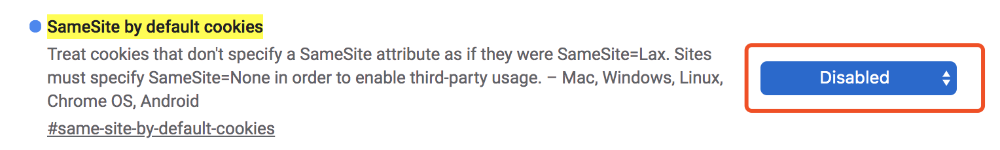 SameSite by default cookies
Treat cookies that don't specify a SameSite attribute as if they were SameSite=Lax. Sites
must specify SameSite=None in order to enable third-party usage. – Mac, Windows, Linux,
Chrome OS, Android
#same-site-by-default-cookies
Disabled